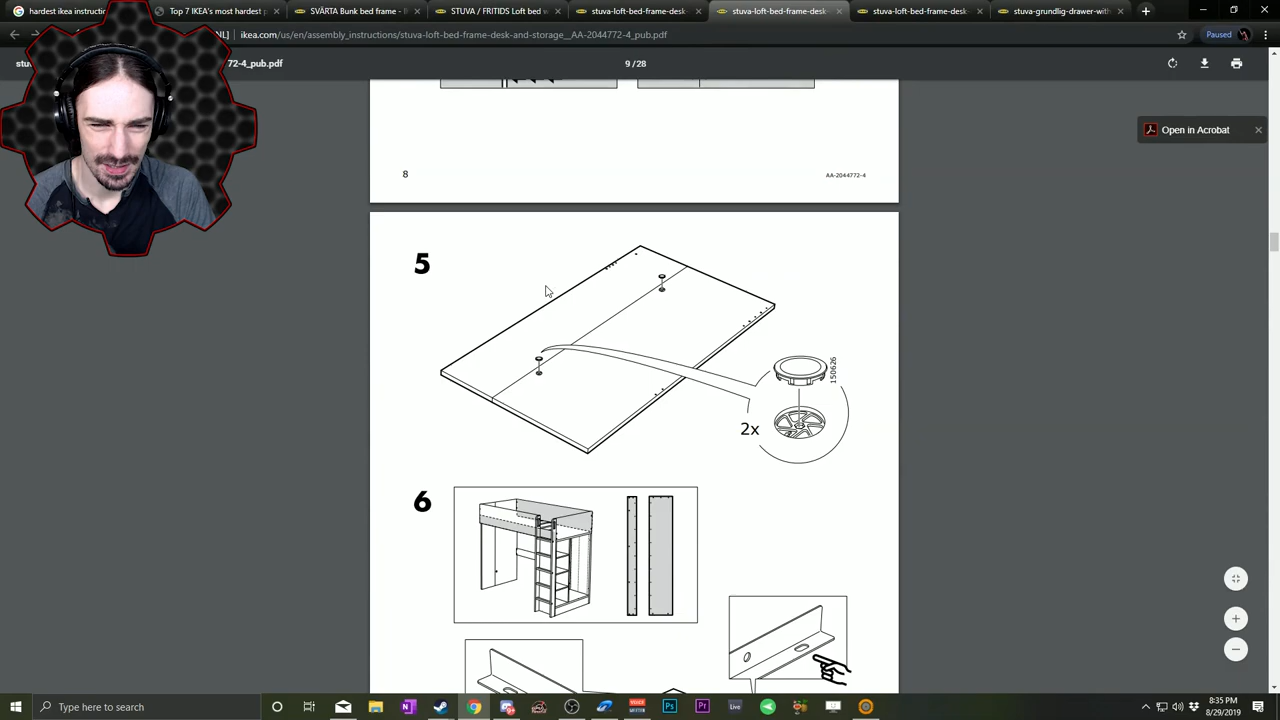 hardest ikea instructi
Top 7 IKEA's most hardest
SVÄRTA Bunk bed frame -
STUVA / FRITIDS Loft bed w
stuva-loft-bed-frame-desk
stuva-loft-bed-frame-desk-
stuva-loft-bed-frame-desk-
stuva-grundlig-drawer-with
NL] ikea.com/us/en/assembly_instructions/stuva-loft-bed-frame-desk-and-storage__AA-2044772-4_pub.pdf
Paused
72-4_pub.pdf
9 / 28
Open in Acrobat
8
AA-2044772-4
5
150626
2x
6
Type here to search
8:35 PM
8/29/2019